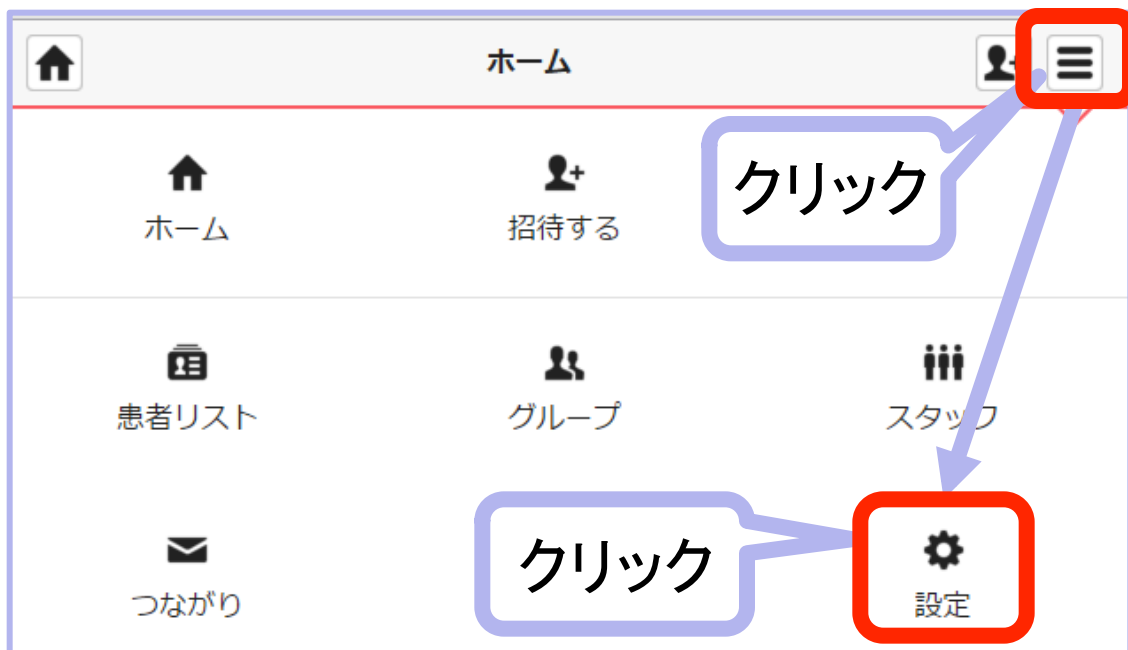 ホーム
クリック
ホーム
招待する
患者リスト
グループ
スタッフ
クリック
つながり
設定